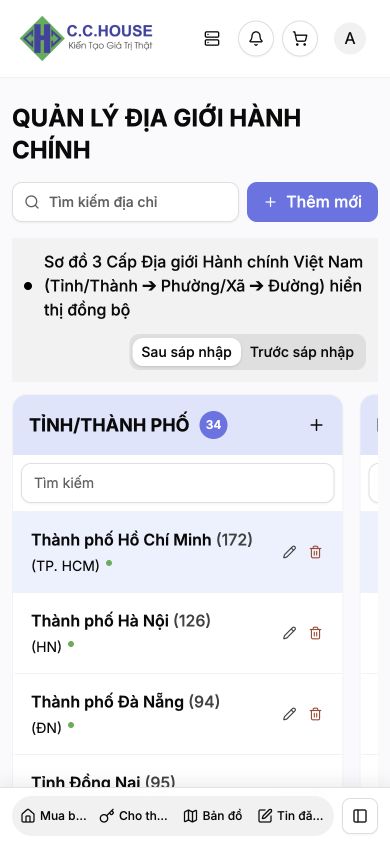 C.C.HOUSE
Kiến Tạo Giá Trị Thật
A
QUẢN LÝ ĐỊA GIỚI HÀNH
CHÍNH
Tìm kiếm địa chỉ
+ Thêm mới
Sơ đồ 3 Cấp Địa giới Hành chính Việt Nam
(Tỉnh/Thành ➔ Phường/Xã ➔ Đường) hiển
thị đồng bộ
Sau sáp nhập
Trước sáp nhập
TỈNH/THÀNH PHỐ 34 +
Tìm kiếm
Thành phố Hồ Chí Minh (172)
(TP. HCM)
Thành phố Hà Nội (126)
(HN)
Thành phố Đà Nẵng (94)
(ĐN)
Tỉnh Đồng Nai (95)
Mua b...
Cho th...
Bản đồ
Tin đă...